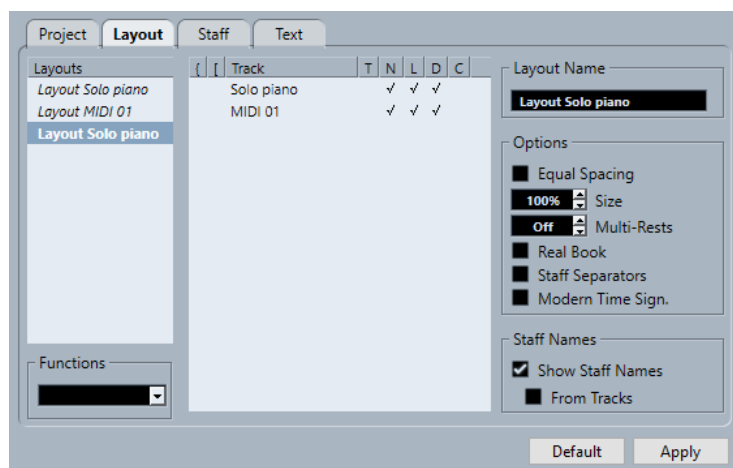 Project Layout Staff Text
Layouts
Layout Solo piano
Layout MIDI 01
Layout Solo piano
Functions
{ [ Track T N L D C
Solo piano √ √ √
MIDI 01 √ √ √
Layout Name
Layout Solo piano
Options
Equal Spacing
100% Size
Off Multi-Rests
Real Book
Staff Separators
Modern Time Sign.
Staff Names
Show Staff Names
From Tracks
Default Apply